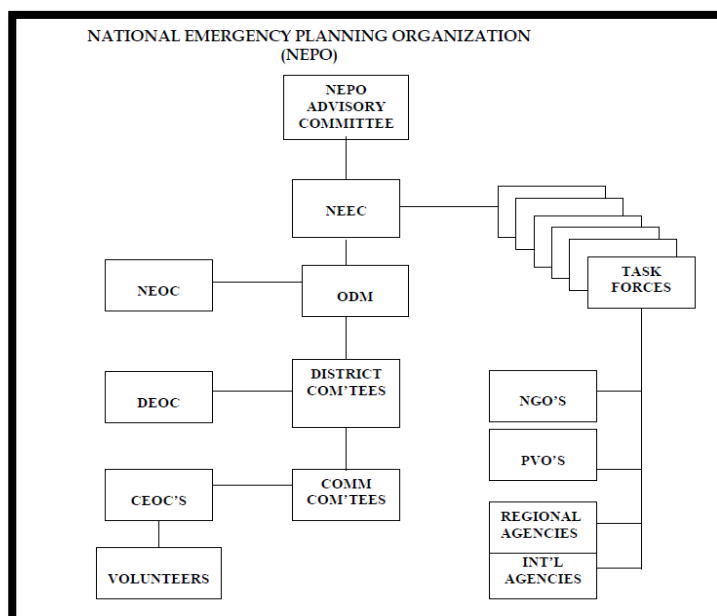 NATIONAL EMERGENCY PLANNING ORGANIZATION
(NEPO)
NEPO
ADVISORY
COMMITTEE
NEEC
TASK
FORCES
NEOC
ODM
DISTRICT
COM'TEES
DEOC
NGO'S
PVO'S
COMM
COM'TEES
CEOC'S
REGIONAL
AGENCIES
INT'L
AGENCIES
VOLUNTEERS